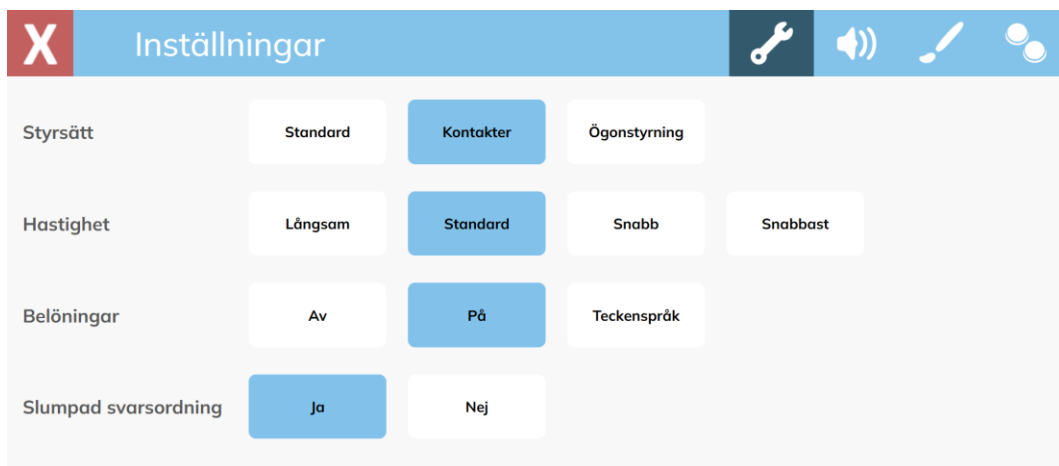 X Inställningar
Styrsätt Standard Kontakter Ögonstyrning
Hastighet Långsam Standard Snabb Snabbast
Belöningar Av På Teckenspråk
Slumpad svarsordning Ja Nej